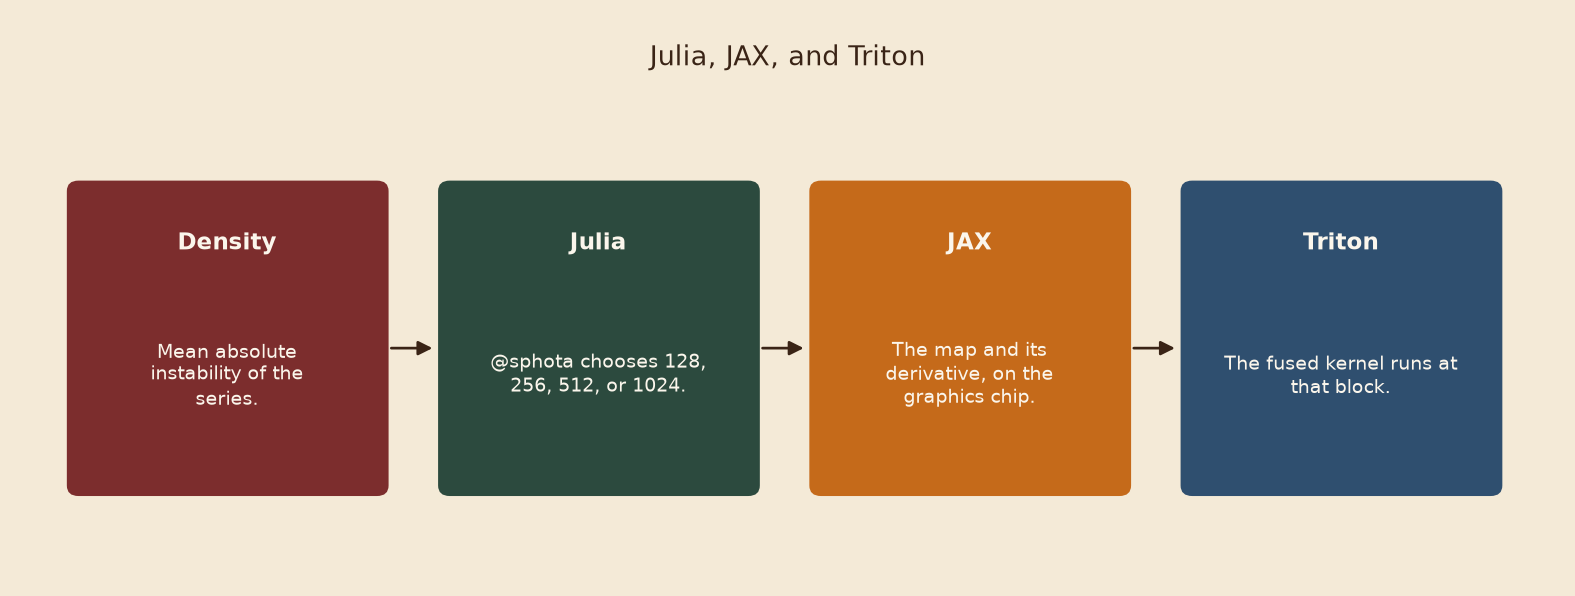 Julia, JAX, and Triton
Density
Mean absolute
instability of the
series.
Julia
@sphota chooses 128,
256, 512, or 1024.
JAX
The map and its
derivative, on the
graphics chip.
Triton
The fused kernel runs at
that block.